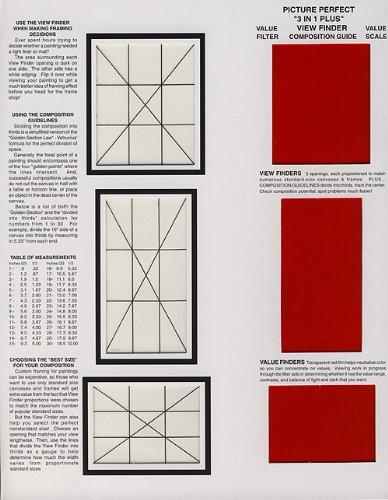 USE THE VIEW FINDER
WHEN MAKING FRAMING
DECISIONS
Ever spent hours trying to
decide whether a painting needed
a light liner or mat?
The area surrounding each
View Finder opening is dark on
one side. The other side has a
white edging. Flip it over while
viewing your painting to get a
much better idea of framing effect
before you head for the frame
shop!
USING THE COMPOSITION
GUIDELINES
Dividing the composition into
thirds is a simplified version of the
"Golden Section Law" - Vetruvius'
formula for the perfect division of
space.
Generally the focal point of a
painting should encompass one
of the four "golden points" where
the lines intersect. And,
successful compositions usually
do not cut the canvas in half with
a table or horizon line, or place
an object in the dead center of the
canvas.
Below is a list of both the
"Golden Section" and the "divided
into thirds" calculation for
numbers from 1 to 30. For
example, divide the 16" side of a
canvas into thirds by measuring
in 5.33" from each end.
TABLE OF MEASUREMENTS
CHOOSING THE "BEST SIZE"
FOR YOUR COMPOSITION
Custom framing for paintings
can be expensive, so those who
want to use only standard size
canvases and frames will get
extra value from the fact that View
Finder proportions were chosen
to match the maximum number
of popular standard sizes.
But the View Finder can also
help you select the perfect
nonstandard size! Choose an
opening that matches your view
lengthwise. Then, use the lines
that divide the View Finder into
thirds as a gauge to help
determine how much the width
varies from proportionate
standard sizes
PICTURE PERFECT
"3 IN 1 PLUS"
VALUE VIEW FINDER VALUE
FILTER COMPOSITION GUIDE SCALE
VIEW FINDERS 3 openings, each proportioned to match
numerous standard-size canvases & frames. PLUS...
COMPOSITION GUIDELINES divide into thirds, mark the center.
Check composition potential, spot problems much faster!
VALUE FINDERS Transparent red film helps neutralize color
so you can concentrate on values. Viewing work in progress
through the filter aids in determining whether it has the value range,
contrasts, and balance of light and dark that you want.